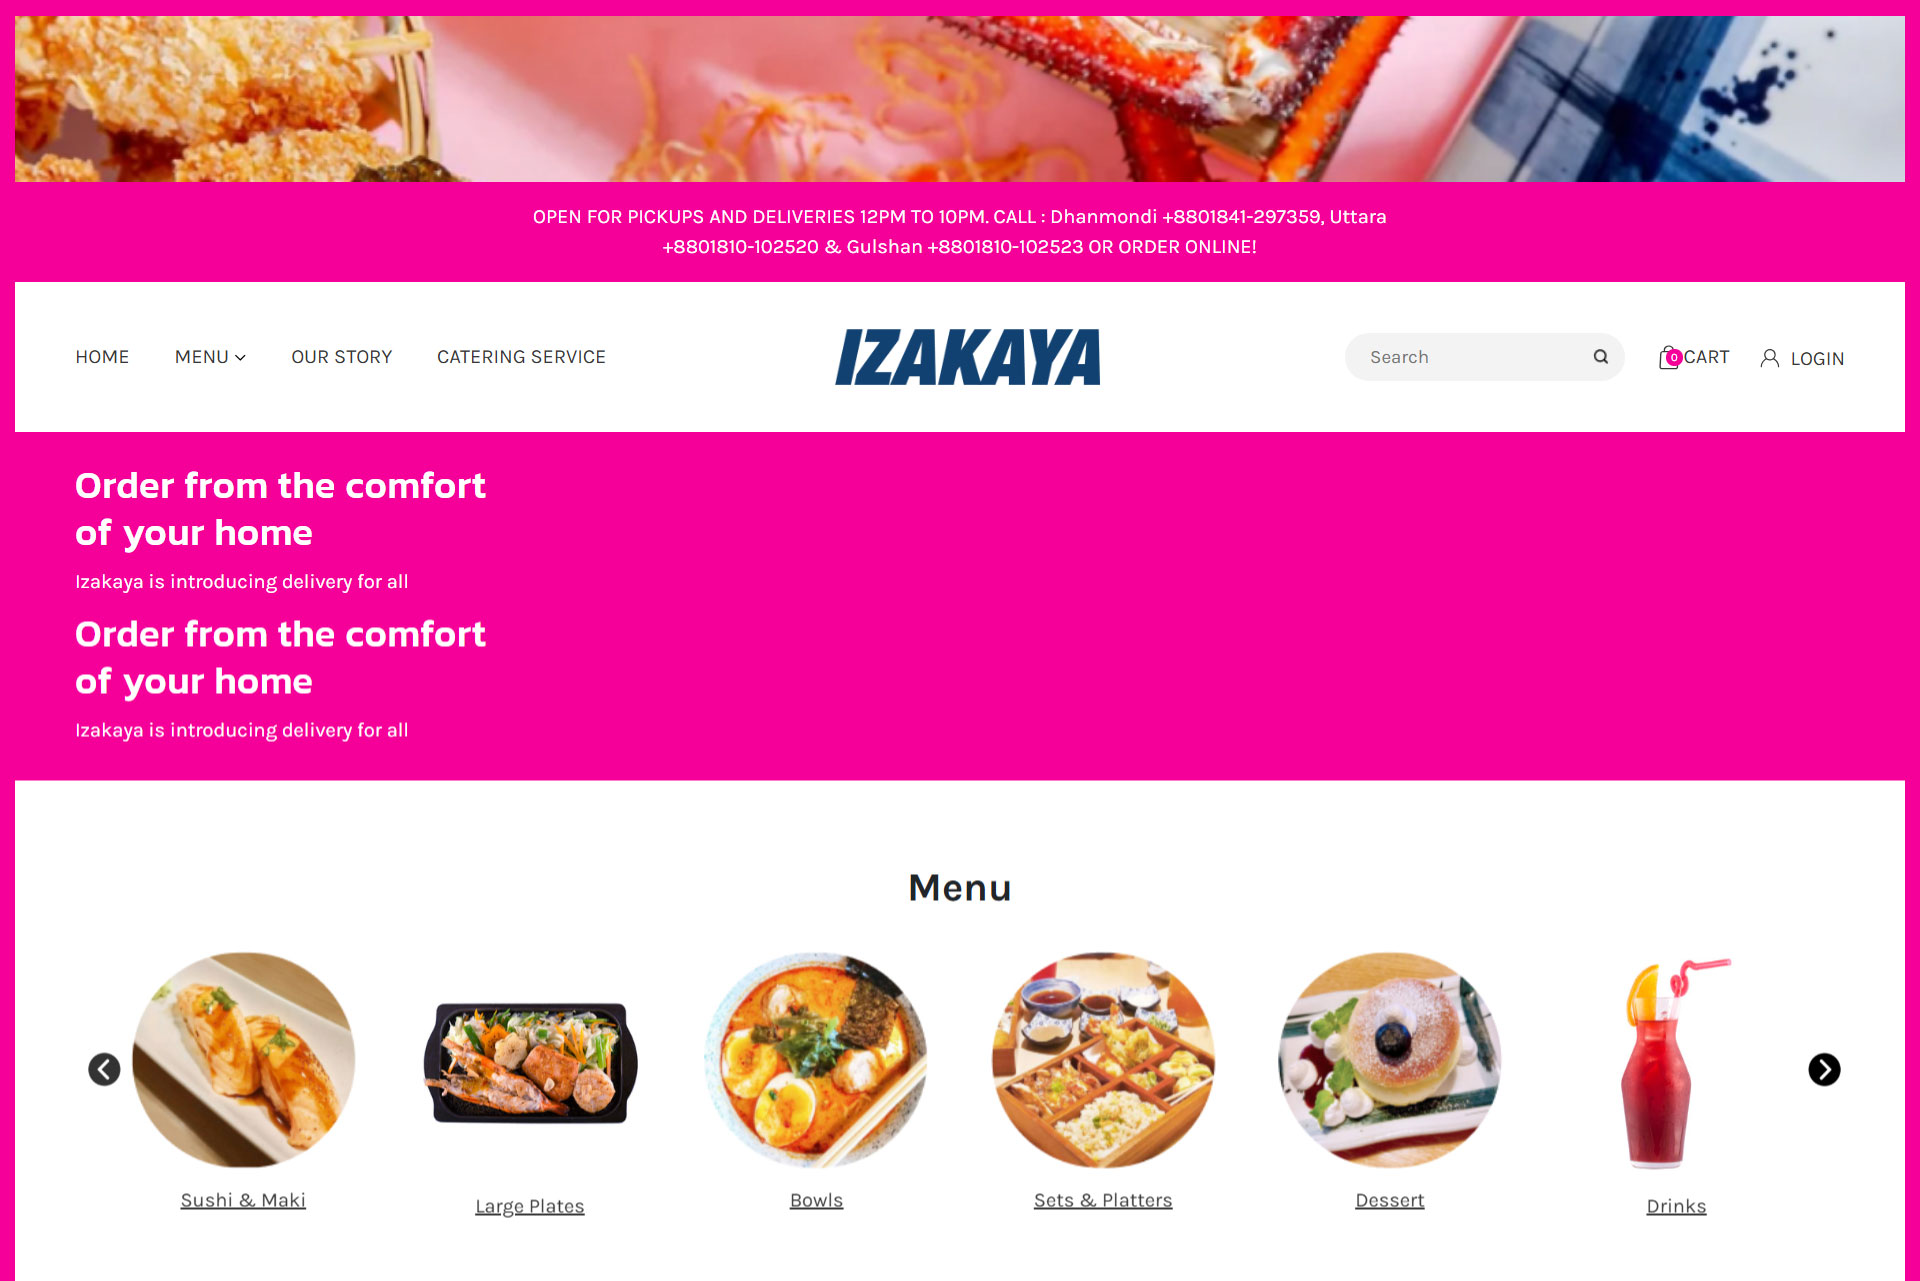 OPEN FOR PICKUPS AND DELIVERIES 12PM TO 10PM. CALL : Dhanmondi +8801841-297359, Uttara
+8801810-102520 & Gulshan +8801810-102523 OR ORDER ONLINE!
HOME
MENU
OUR STORY
CATERING SERVICE
IZAKAYA
Search
0
CART
LOGIN
Order from the comfort
of your home
Izakaya is introducing delivery for all
Order from the comfort
of your home
Izakaya is introducing delivery for all
Menu
Sushi & Maki
Large Plates
Bowls
Sets & Platters
Dessert
Drinks